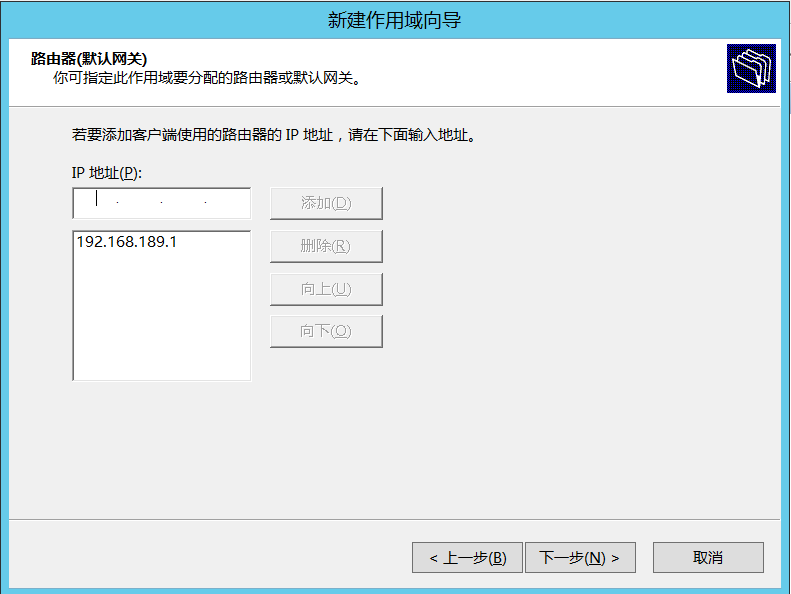 新建作用域向导
路由器(默认网关)
你可指定此作用域要分配的路由器或默认网关。
若要添加客户端使用的路由器的 IP 地址，请在下面输入地址。
IP 地址(P):
. . .
添加(D)
192.168.189.1
删除(R)
向上(U)
向下(O)
< 上一步(B)
下一步(N) >
取消